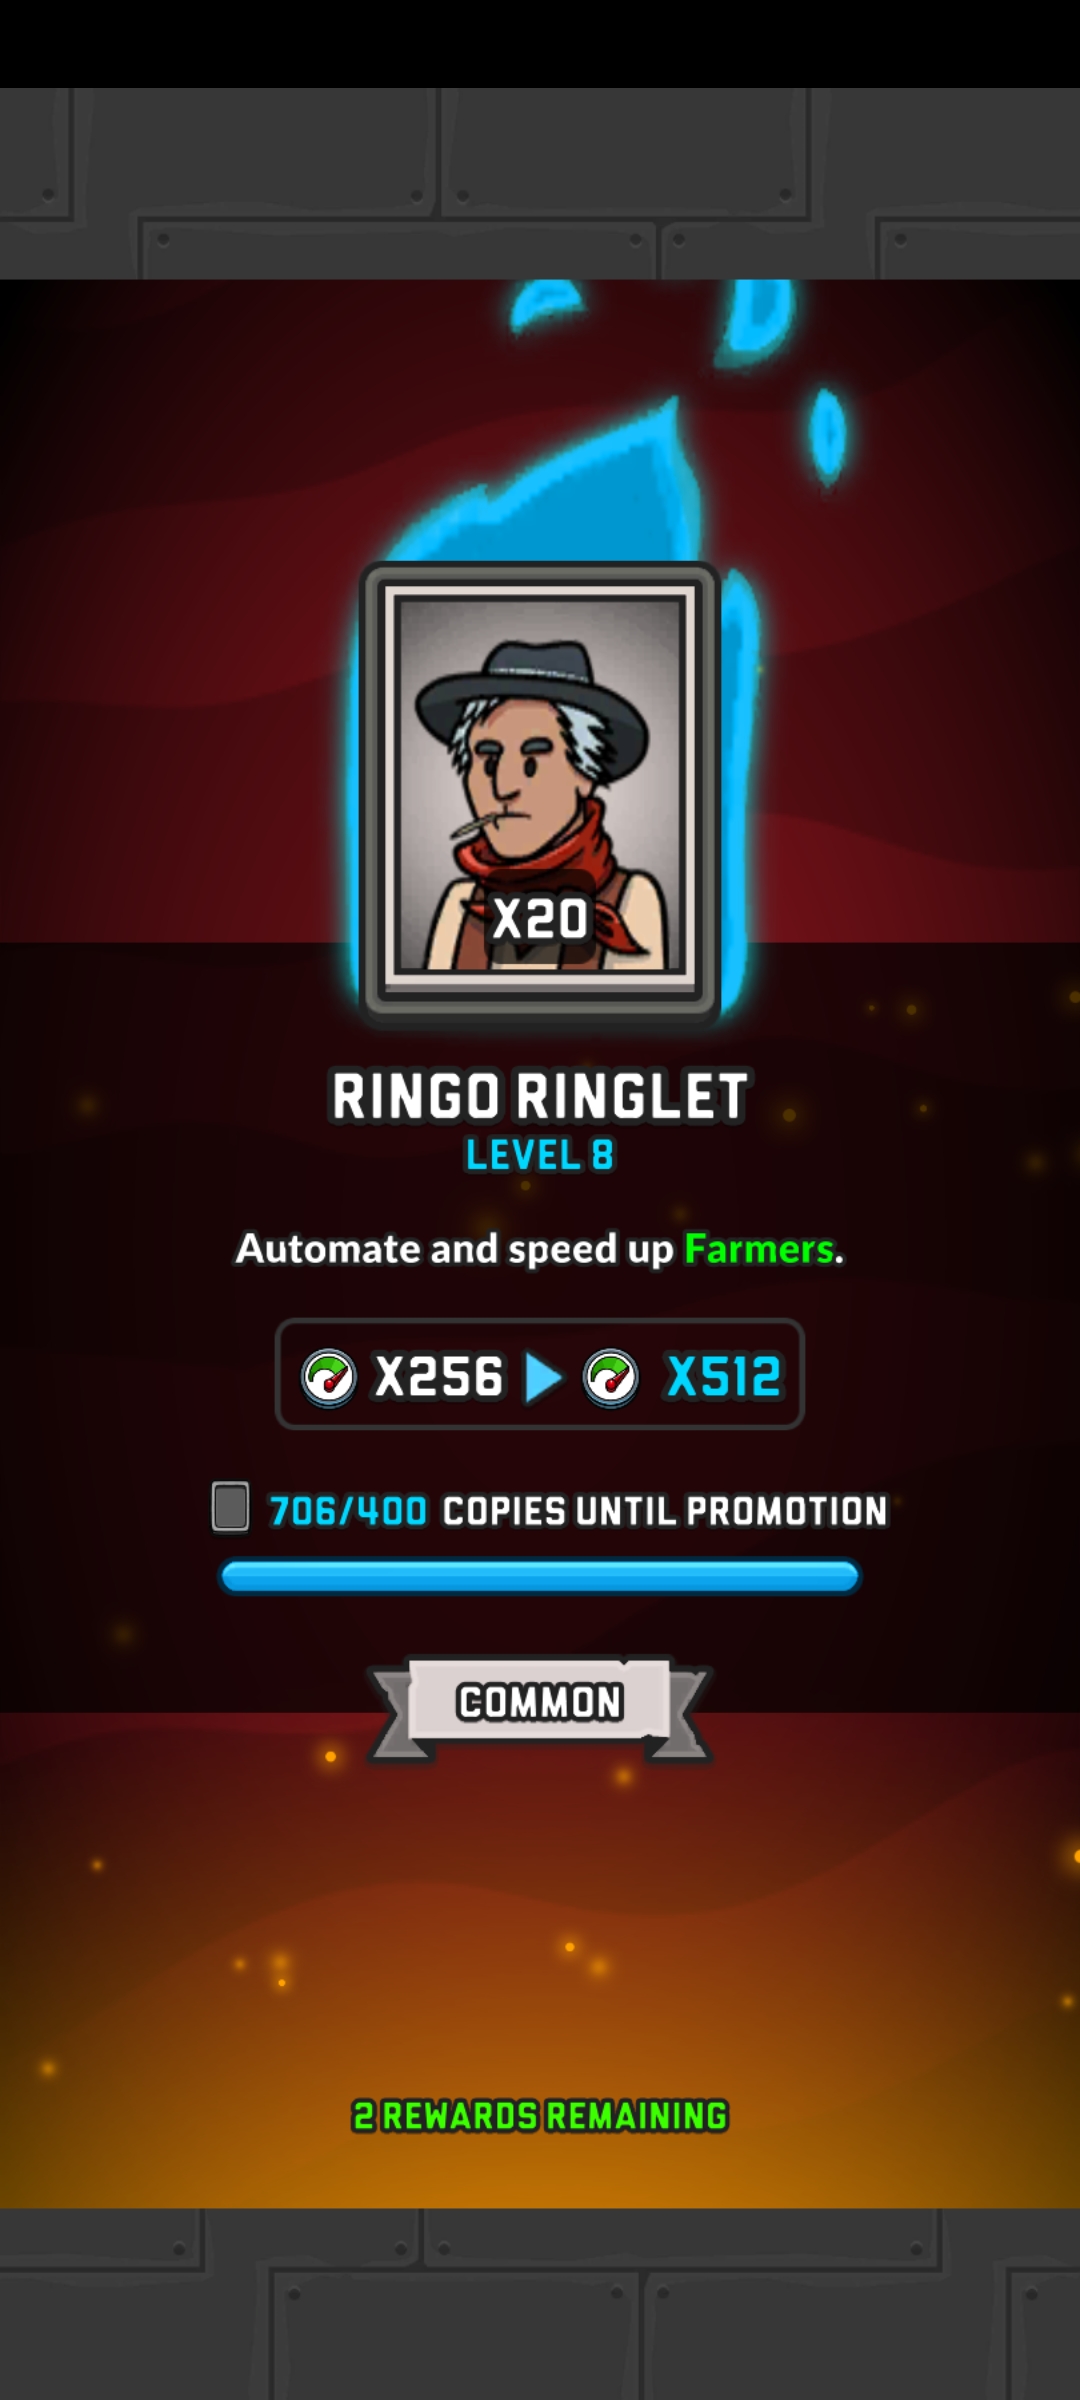 X20
RINGO RINGLET
LEVEL 8
Automate and speed up Farmers.
X256 X512
706/400 COPIES UNTIL PROMOTION
COMMON
2 REWARDS REMAINING